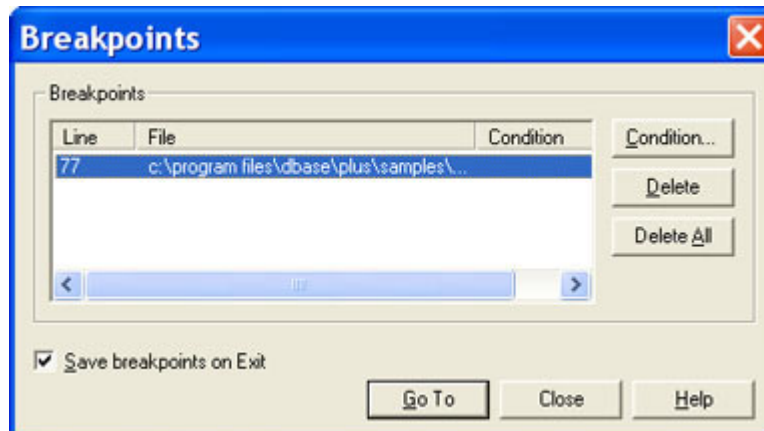 Breakpoints
Breakpoints
Line File Condition
77 c:\program files\dbase\plus\samples\...
Condition...
Delete
Delete All
Save breakpoints on Exit
Go To Close Help